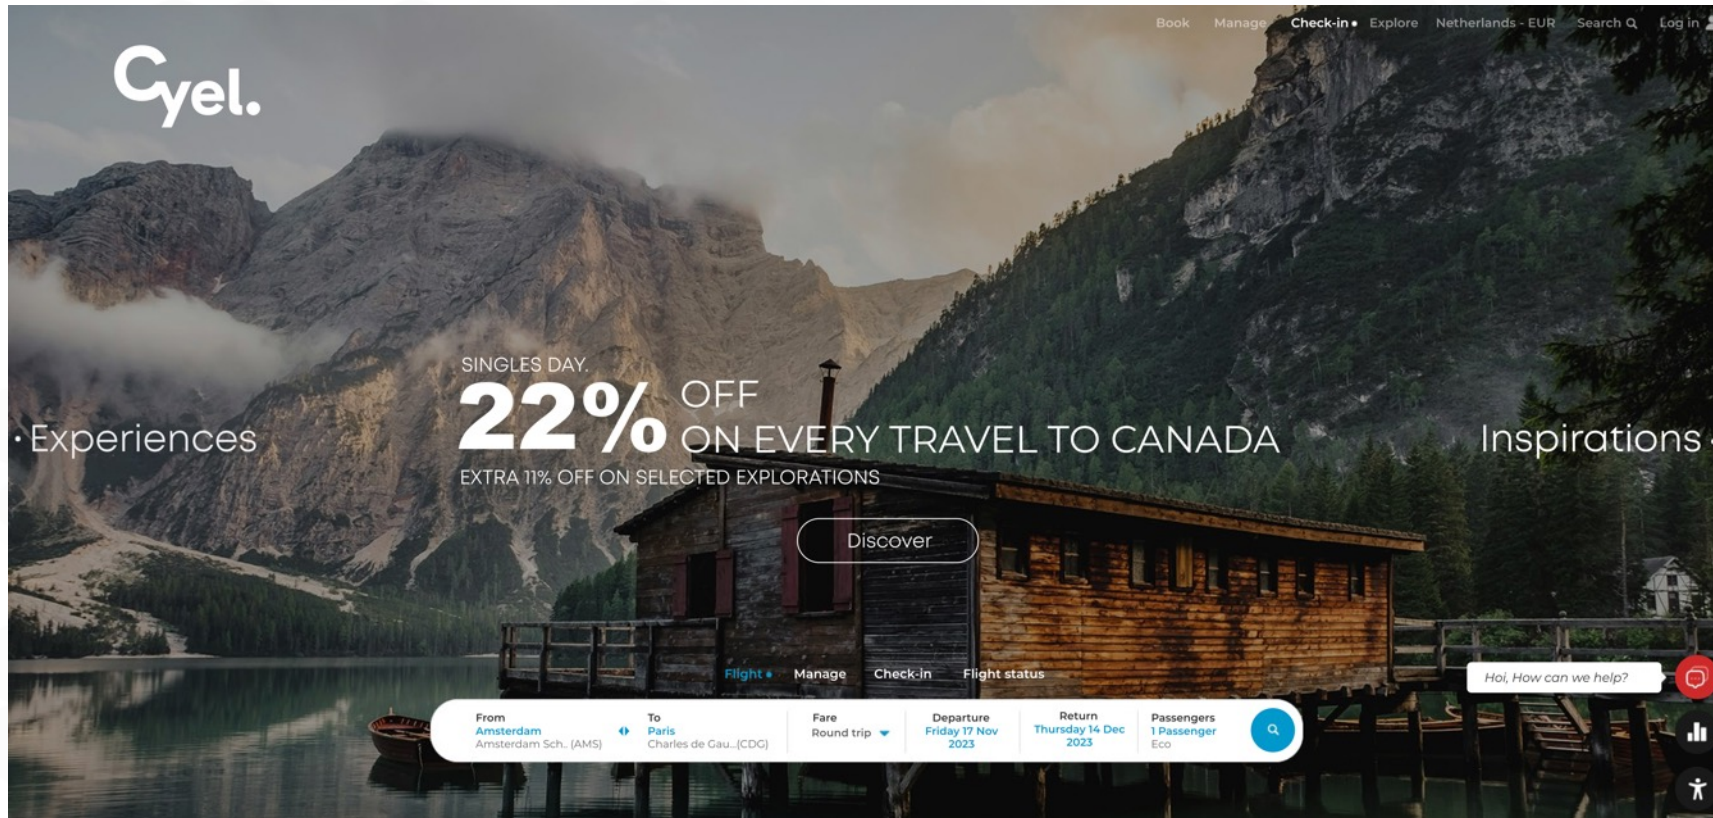 Book Manage Check-in • Explore Netherlands - EUR Search Log in
Cyel.
SINGLES DAY.
22% OFF
ON EVERY TRAVEL TO CANADA
EXTRA 11% OFF ON SELECTED EXPLORATIONS
• Experiences
Inspirations •
Discover
Flight • Manage Check-in Flight status
Hoi, How can we help?
From
Amsterdam
Amsterdam Sch.. (AMS)
To
Paris
Charles de Gau...(CDG)
Fare
Round trip
Departure
Friday 17 Nov
2023
Return
Thursday 14 Dec
2023
Passengers
1 Passenger
Eco